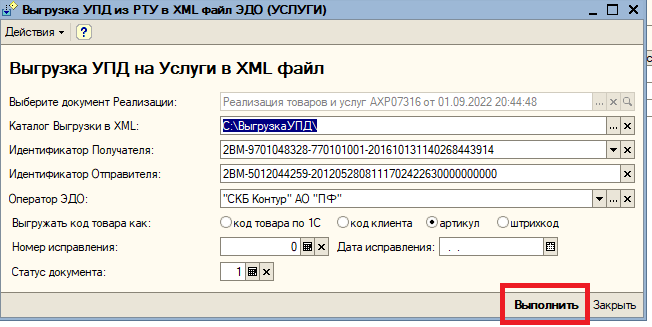 Выгрузка УПД из РТУ в XML файл ЭДО (УСЛУГИ)
Действия ?
Выгрузка УПД на Услуги в XML файл
Выберите документ Реализации: Реализация товаров и услуг АХР07316 от 01.09.2022 20:44:48
Каталог Выгрузки в XML: C:\ВыгрузкаУПД\
Идентификатор Получателя: 2BM-9701048328-770101001-201610131140268443914
Идентификатор Отправителя: 2BM-5012044259-2012052808111702422630000000000
Оператор ЭДО: "СКБ Контур" АО "ПФ"
Выгружать код товара как: код товара по 1С код клиента артикул штрихкод
Номер исправления: 0 Дата исправления: . .
Статус документа: 1
Выполнить Закрыть